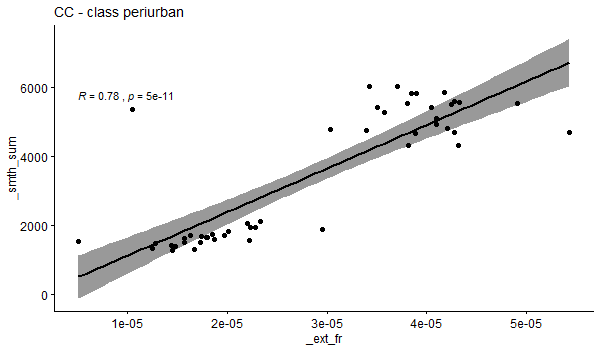 CC - class periurban
R = 0.78 , p = 5e-11
_smth_sum
6000
4000
2000
0
1e-05 2e-05 3e-05 4e-05 5e-05
_ext_fr